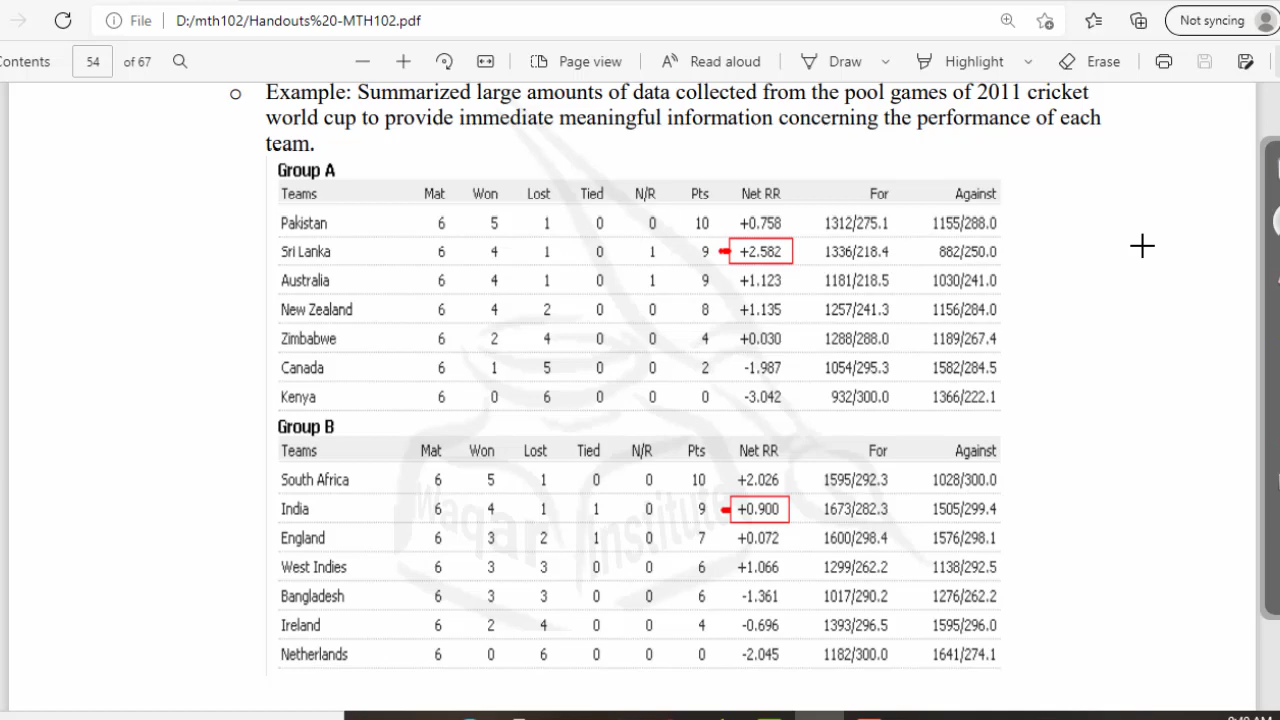 File D:/mth102/Handouts%20-MTH102.pdf Not syncing
ontents 54 of 67 Page view Read aloud Draw Highlight Erase
o Example: Summarized large amounts of data collected from the pool games of 2011 cricket
world cup to provide immediate meaningful information concerning the performance of each
team.
Group A
Teams Mat Won Lost Tied N/R Pts Net RR For Against
Pakistan 6 5 1 0 0 10 +0.758 1312/275.1 1155/288.0
Sri Lanka 6 4 1 0 1 9 +2.582 1336/218.4 882/250.0
Australia 6 4 1 0 1 9 +1.123 1181/218.5 1030/241.0
New Zealand 6 4 2 0 0 8 +1.135 1257/241.3 1156/284.0
Zimbabwe 6 2 4 0 0 4 +0.030 1288/288.0 1189/267.4
Canada 6 1 5 0 0 2 -1.987 1054/295.3 1582/284.5
Kenya 6 0 6 0 0 0 -3.042 932/300.0 1366/222.1
Group B
Teams Mat Won Lost Tied N/R Pts Net RR For Against
South Africa 6 5 1 0 0 10 +2.026 1595/292.3 1028/300.0
India 6 4 1 1 0 9 +0.900 1673/282.3 1505/299.4
England 6 3 2 1 0 7 +0.072 1600/298.4 1576/298.1
West Indies 6 3 3 0 0 6 +1.066 1299/262.2 1138/292.5
Bangladesh 6 3 3 0 0 6 -1.361 1017/290.2 1276/262.2
Ireland 6 2 4 0 0 4 -0.696 1393/296.5 1595/296.0
Netherlands 6 0 6 0 0 0 -2.045 1182/300.0 1641/274.1
Waqar Institute